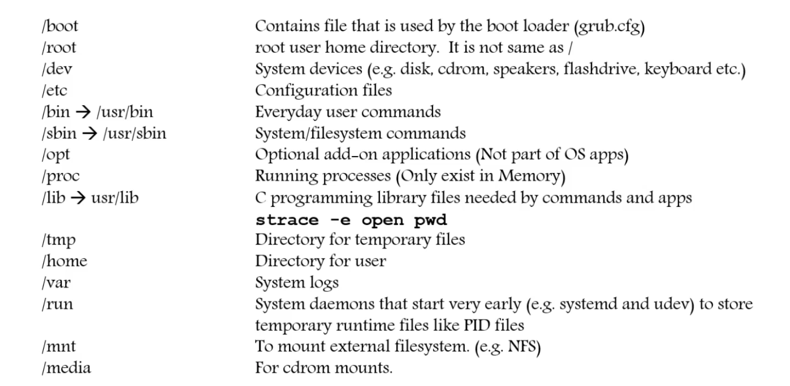 /boot Contains file that is used by the boot loader (grub.cfg)
/root root user home directory. It is not same as /
/dev System devices (e.g. disk, cdrom, speakers, flashdrive, keyboard etc.)
/etc Configuration files
/bin → /usr/bin Everyday user commands
/sbin → /usr/sbin System/filesystem commands
/opt Optional add-on applications (Not part of OS apps)
/proc Running processes (Only exist in Memory)
/lib → usr/lib C programming library files needed by commands and apps
strace -e open pwd
/tmp Directory for temporary files
/home Directory for user
/var System logs
/run System daemons that start very early (e.g. systemd and udev) to store
temporary runtime files like PID files
/mnt To mount external filesystem. (e.g. NFS)
/media For cdrom mounts.